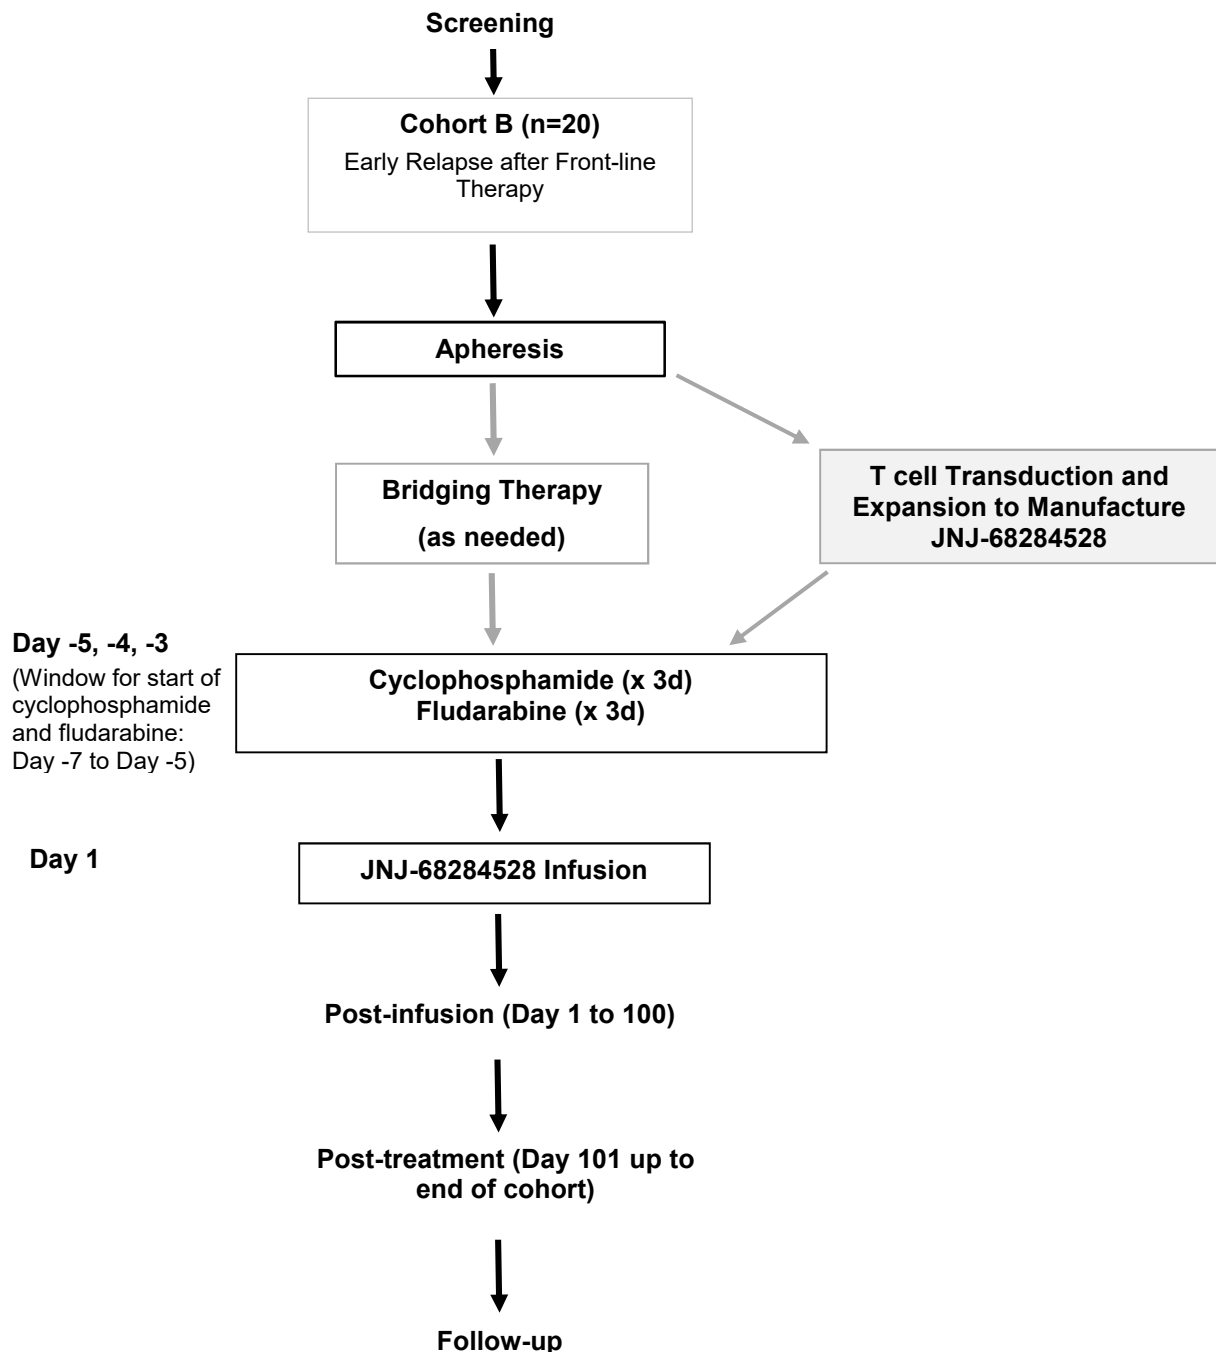 Screening
Cohort B (n=20)
Early Relapse after Front-line
Therapy
Apheresis
Bridging Therapy
(as needed)
T cell Transduction and
Expansion to Manufacture
JNJ-68284528
Day -5, -4, -3
(Window for start of
cyclophosphamide
and fludarabine:
Day -7 to Day -5)
Cyclophosphamide (x 3d)
Fludarabine (x 3d)
Day 1
JNJ-68284528 Infusion
Post-infusion (Day 1 to 100)
Post-treatment (Day 101 up to
end of cohort)
Follow-up